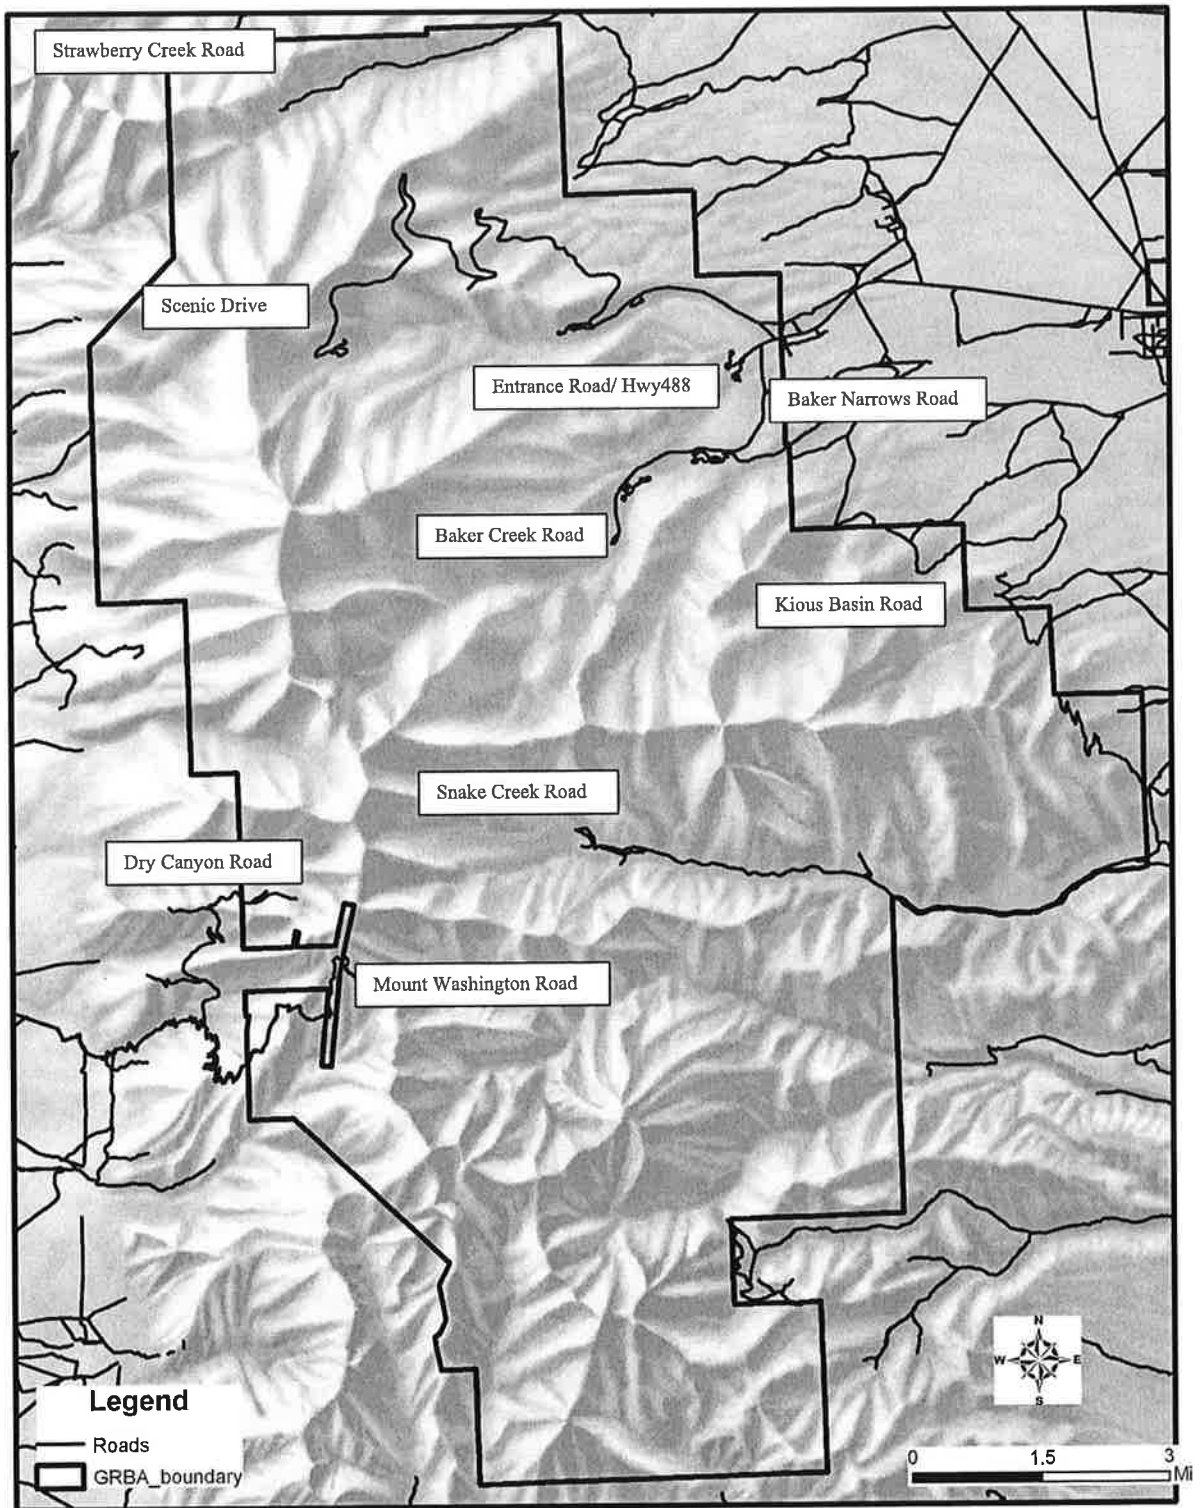 Strawberry Creek Road
Scenic Drive
Entrance Road/ Hwy488
Baker Narrows Road
Baker Creek Road
Kious Basin Road
Snake Creek Road
Dry Canyon Road
Mount Washington Road
N
W E
S
Legend
Roads
GRBA_boundary
0 1.5 3
Mi